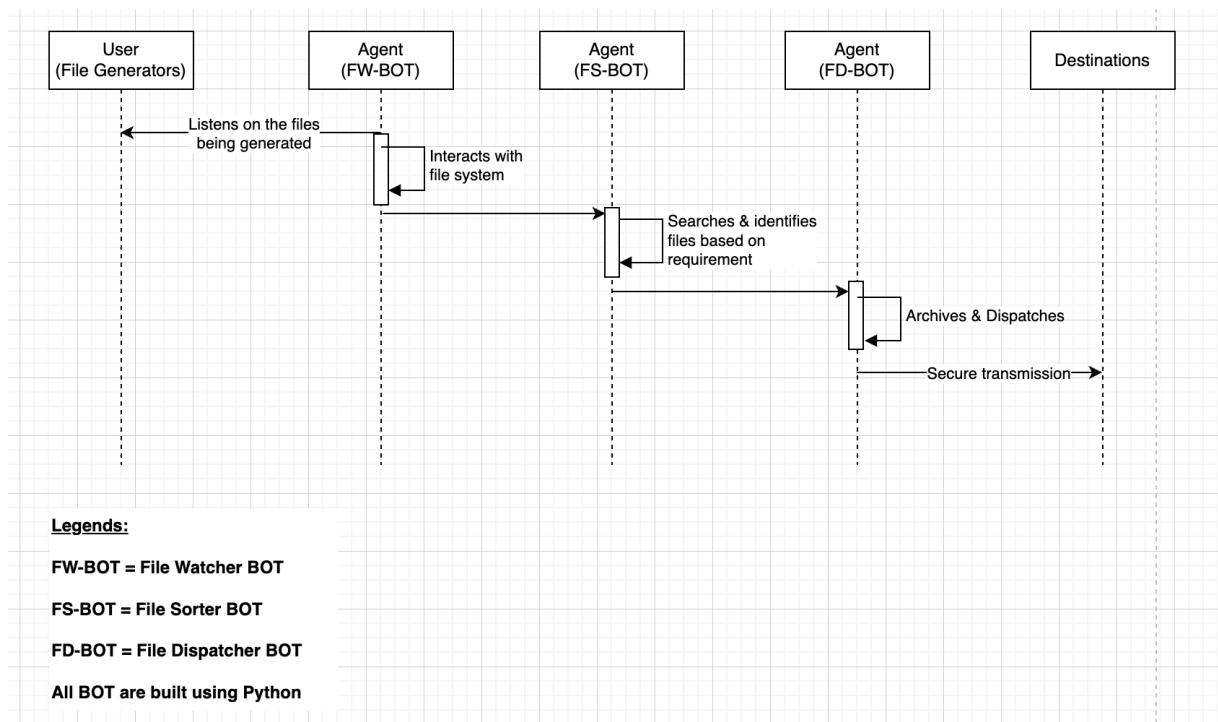 User
(File Generators)
Agent
(FW-BOT)
Agent
(FS-BOT)
Agent
(FD-BOT)
Destinations
Listens on the files
being generated
Interacts with
file system
Searches & identifies
files based on
requirement
Archives & Dispatches
Secure transmission
Legends:
FW-BOT = File Watcher BOT
FS-BOT = File Sorter BOT
FD-BOT = File Dispatcher BOT
All BOT are built using Python